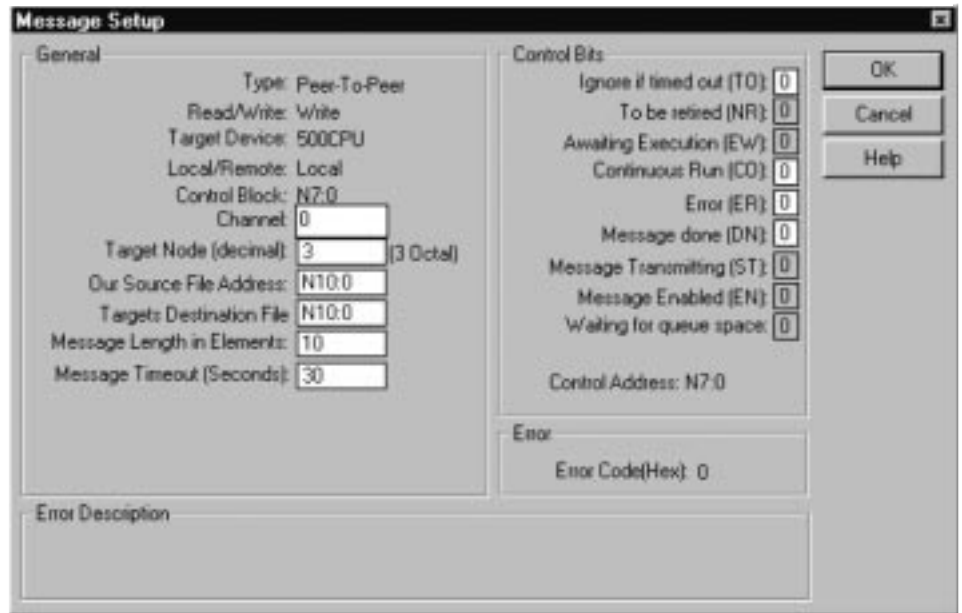 Message Setup
General
Type: Peer-To-Peer
Read/Write: Write
Target Device: 500CPU
Local/Remote: Local
Control Block: N7:0
Channel: 0
Target Node (decimal): 3 (3 Octal)
Our Source File Address: N10:0
Targets Destination File N10:0
Message Length in Elements: 10
Message Timeout (Seconds): 30
Control Bits
Ignore if timed out (TO): 0
To be retired (NR): 0
Awaiting Execution (EW): 0
Continuous Run (CO): 0
Error (ER): 0
Message done (DN): 0
Message Transmitting (ST): 0
Message Enabled (EN): 0
Waiting for queue space: 0
Control Address: N7:0
Error
Error Code(Hex): 0
Error Description
OK
Cancel
Help